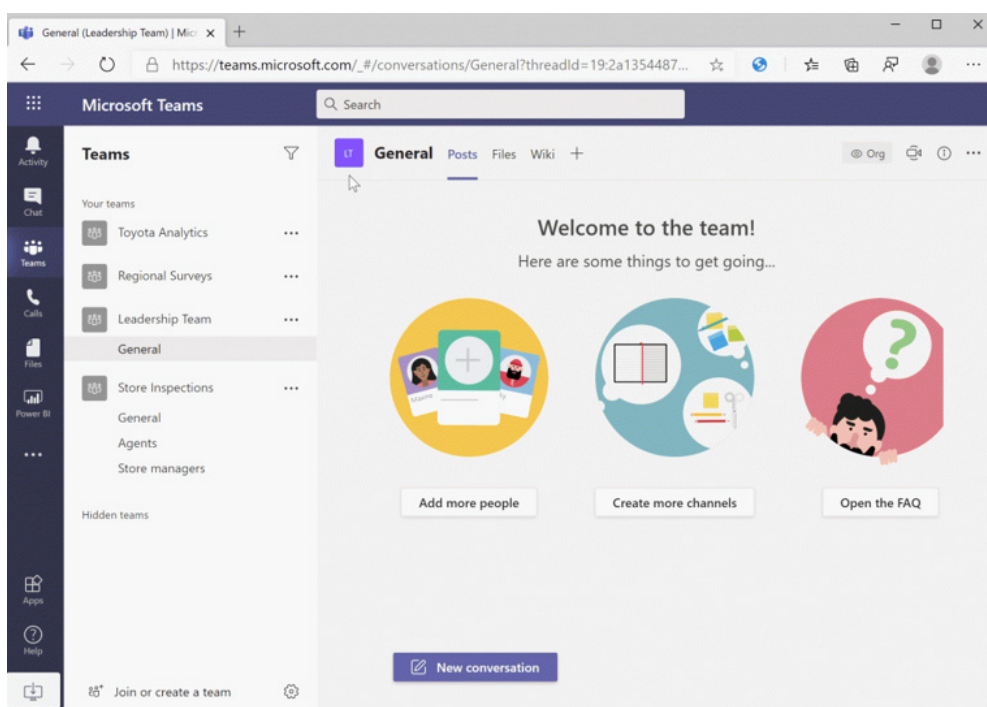 General (Leadership Team) | Mic
https://teams.microsoft.com/_#/conversations/General?threadId=19:2a1354487...
Microsoft Teams
Search
Activity
Chat
Teams
Calls
Files
Power BI
Apps
Help
Teams
Your teams
Toyota Analytics
Regional Surveys
Leadership Team
General
Store Inspections
General
Agents
Store managers
Hidden teams
Join or create a team
LT General Posts Files Wiki
Org
Welcome to the team!
Here are some things to get going...
Maxine
Add more people
Create more channels
Open the FAQ
New conversation